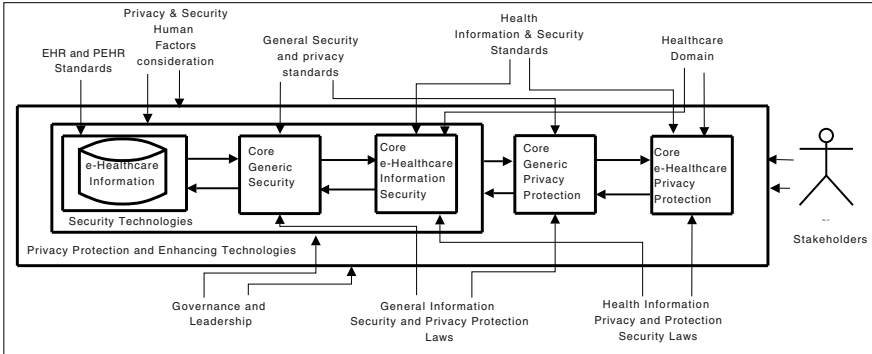 Privacy & Security
Human
Factors
consideration
Health
Information & Security
Standards
General Security
and privacy
standards
Healthcare
Domain
EHR and PEHR
Standards
e-Healthcare
Information
Core
Generic
Security
Core
e-Healthcare
Information
Security
Core
Generic
Privacy
Protection
Core
e-Healthcare
Privacy
Protection
Security Technologies
Privacy Protection and Enhancing Technologies
Stakeholders
Governance and
Leadership
General Information
Security and Privacy Protection
Laws
Health Information
Privacy and Protection
Security Laws